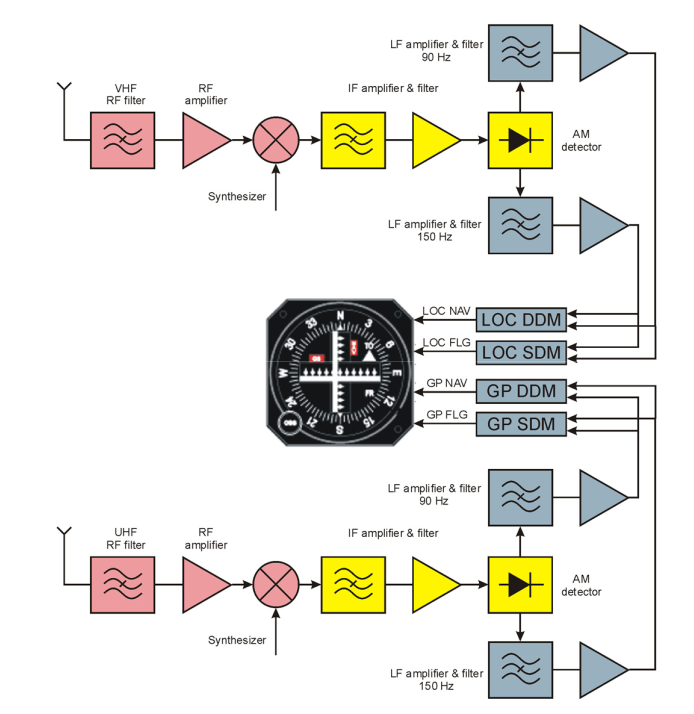 LF amplifier & filter
90 Hz
VHF
RF filter
RF
amplifier
IF amplifier & filter
AM
detector
Synthesizer
LF amplifier & filter
150 Hz
LOC NAV
LOC DDM
LOC FLG
LOC SDM
GP NAV
GP DDM
GP FLG
GP SDM
N
3
6
E
12
15
S
21
24
W
30
33
TO
GS
FR
OBS
LF amplifier & filter
90 Hz
UHF
RF filter
RF
amplifier
IF amplifier & filter
AM
detector
Synthesizer
LF amplifier & filter
150 Hz